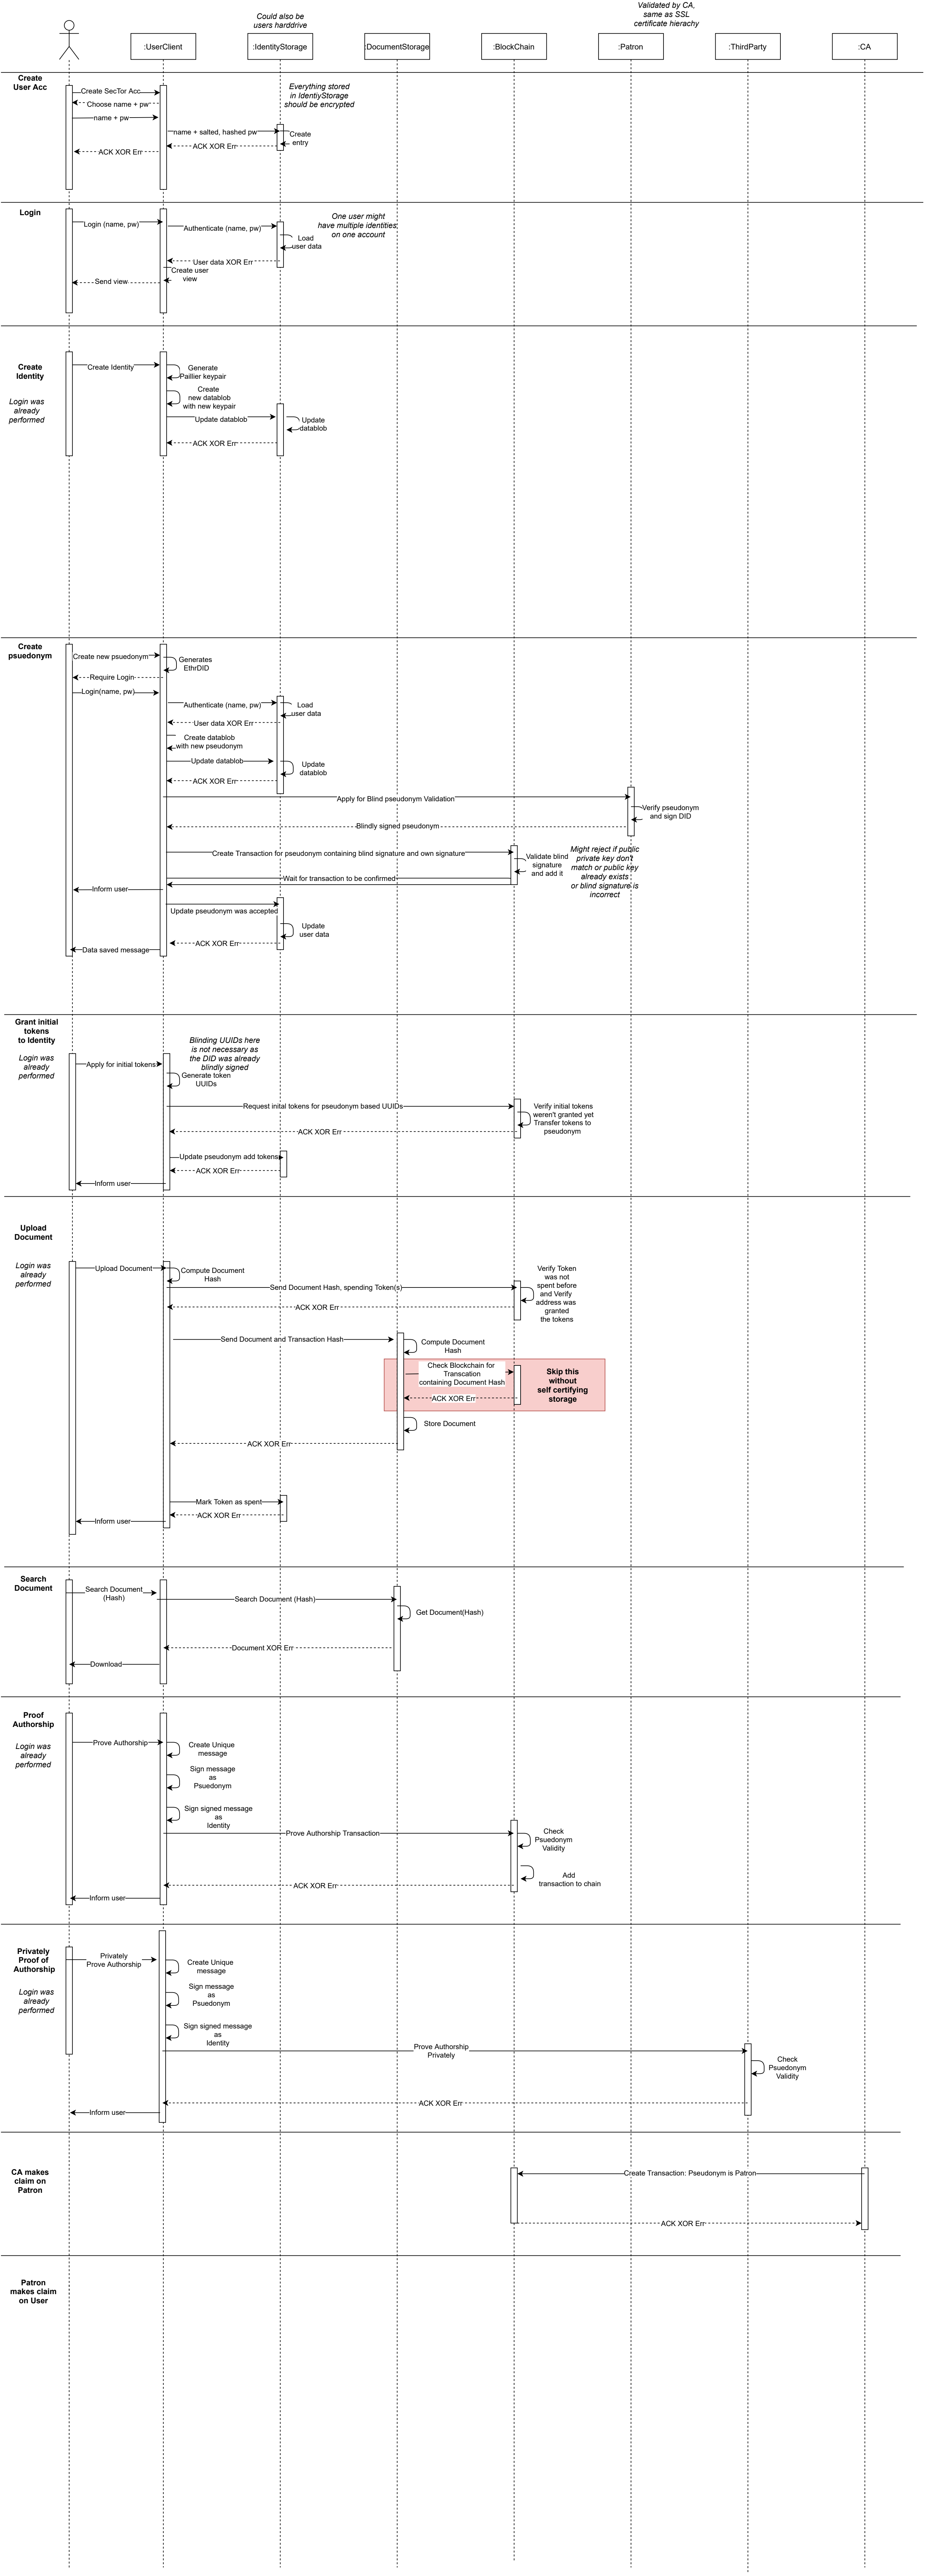 Validated by CA,
same as SSL
certificate hierachy
Could also be
users harddrive
:UserClient
:IdentityStorage
:DocumentStorage
:BlockChain
:Patron
:ThirdParty
:CA
Create
User Acc
Everything stored
in IdentiyStorage
should be encrypted
Create SecTor Acc
Choose name + pw
name + pw
name + salted, hashed pw
Create
entry
ACK XOR Err
ACK XOR Err
Login
One user might
have multiple identities
on one account
Login (name, pw)
Authenticate (name, pw)
Load
user data
User data XOR Err
Create user
view
Send view
Create
Identity
Login was
already
performed
Create Identity
Generate
Paillier keypair
Create
new datablob
with new keypair
Update datablob
Update
datablob
ACK XOR Err
Create
psuedonym
Create new psuedonym
Generates
EthrDID
Require Login
Login(name, pw)
Authenticate (name, pw)
Load
user data
User data XOR Err
Create datablob
with new pseudonym
Update datablob
Update
datablob
ACK XOR Err
Apply for Blind pseudonym Validation
Verify pseudonym
and sign DID
Blindly signed pseudonym
Create Transaction for pseudonym containing blind signature and own signature
Validate blind
signature
and add it
Might reject if public
private key don't
match or public key
already exists
or blind signature is
incorrect
Wait for transaction to be confirmed
Inform user
Update pseudonym was accepted
Update
user data
ACK XOR Err
Data saved message
Grant initial
tokens
to Identity
Login was
already
performed
Blinding UUIDs here
is not necessary as
the DID was already
blindly signed
Apply for initial tokens
Generate token
UUIDs
Request inital tokens for pseudonym based UUIDs
Verify initial tokens
weren't granted yet
Transfer tokens to
pseudonym
ACK XOR Err
Update pseudonym add tokens
ACK XOR Err
Inform user
Upload
Document
Login was
already
performed
Upload Document
Compute Document
Hash
Verify Token
was not
spent before
and Verify
address was
granted
the tokens
Send Document Hash, spending Token(s)
ACK XOR Err
Send Document and Transaction Hash
Compute Document
Hash
Check Blockchain for
Transcation
containing Document Hash
Skip this
without
self certifying
storage
ACK XOR Err
Store Document
ACK XOR Err
Mark Token as spent
ACK XOR Err
Inform user
Search
Document
Search Document
(Hash)
Search Document (Hash)
Get Document(Hash)
Document XOR Err
Download
Proof
Authorship
Login was
already
performed
Prove Authorship
Create Unique
message
Sign message
as
Psuedonym
Sign signed message
as
Identity
Prove Authorship Transaction
Check
Psuedonym
Validity
Add
transaction to chain
ACK XOR Err
Inform user
Privately
Proof of
Authorship
Login was
already
performed
Privately
Prove Authorship
Create Unique
message
Sign message
as
Psuedonym
Sign signed message
as
Identity
Prove Authorship
Privately
Check
Psuedonym
Validity
ACK XOR Err
Inform user
CA makes
claim on
Patron
Create Transaction: Pseudonym is Patron
ACK XOR Err
Patron
makes claim
on User